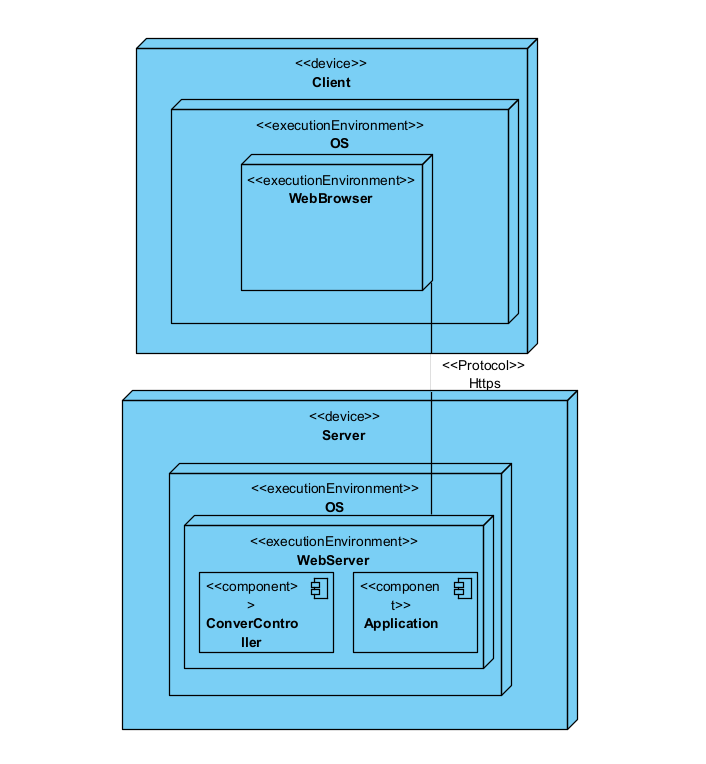 <<device>>
Client
<<executionEnvironment>>
OS
<<executionEnvironment>>
WebBrowser
<<Protocol>>
Https
<<device>>
Server
<<executionEnvironment>>
OS
<<executionEnvironment>>
WebServer
<<component>
>
ConverContro
ller
<<componen
t>>
Application